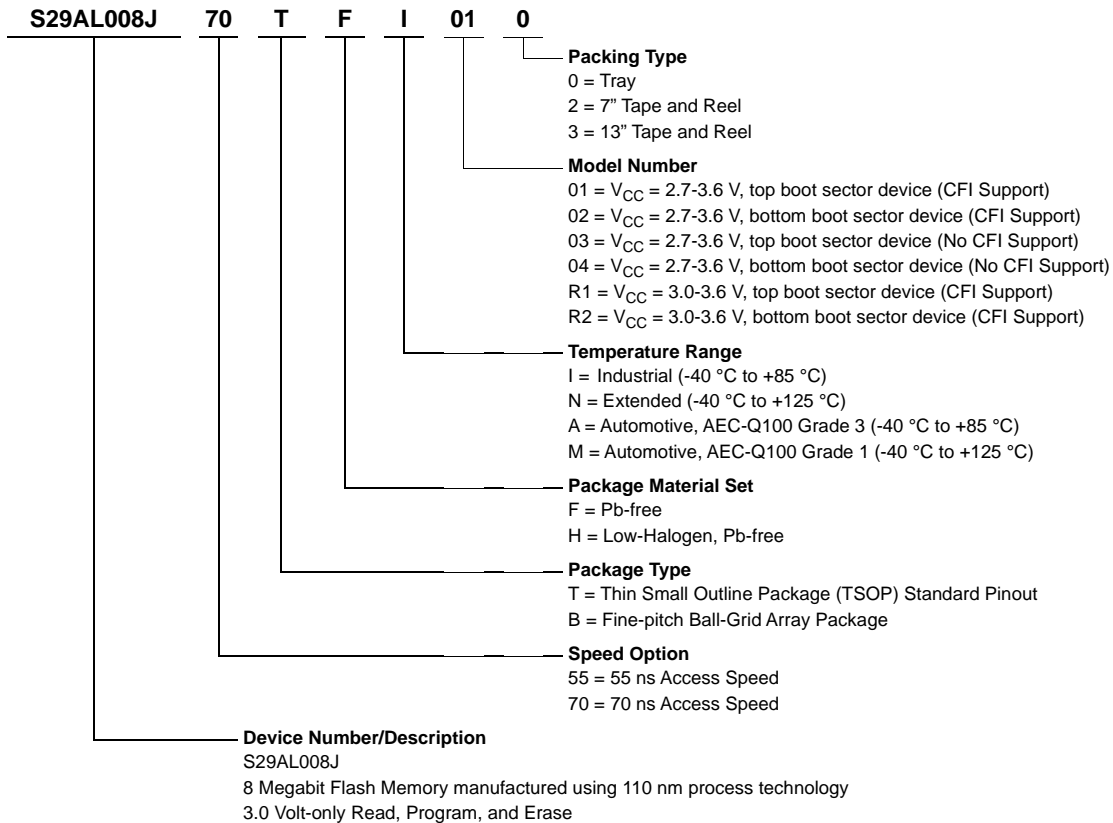 S29AL008J 70 T F I 01 0
Packing Type
0 = Tray
2 = 7” Tape and Reel
3 = 13” Tape and Reel
Model Number
01 = VCC = 2.7-3.6 V, top boot sector device (CFI Support)
02 = VCC = 2.7-3.6 V, bottom boot sector device (CFI Support)
03 = VCC = 2.7-3.6 V, top boot sector device (No CFI Support)
04 = VCC = 2.7-3.6 V, bottom boot sector device (No CFI Support)
R1 = VCC = 3.0-3.6 V, top boot sector device (CFI Support)
R2 = VCC = 3.0-3.6 V, bottom boot sector device (CFI Support)
Temperature Range
I = Industrial (-40 °C to +85 °C)
N = Extended (-40 °C to +125 °C)
A = Automotive, AEC-Q100 Grade 3 (-40 °C to +85 °C)
M = Automotive, AEC-Q100 Grade 1 (-40 °C to +125 °C)
Package Material Set
F = Pb-free
H = Low-Halogen, Pb-free
Package Type
T = Thin Small Outline Package (TSOP) Standard Pinout
B = Fine-pitch Ball-Grid Array Package
Speed Option
55 = 55 ns Access Speed
70 = 70 ns Access Speed
Device Number/Description
S29AL008J
8 Megabit Flash Memory manufactured using 110 nm process technology
3.0 Volt-only Read, Program, and Erase